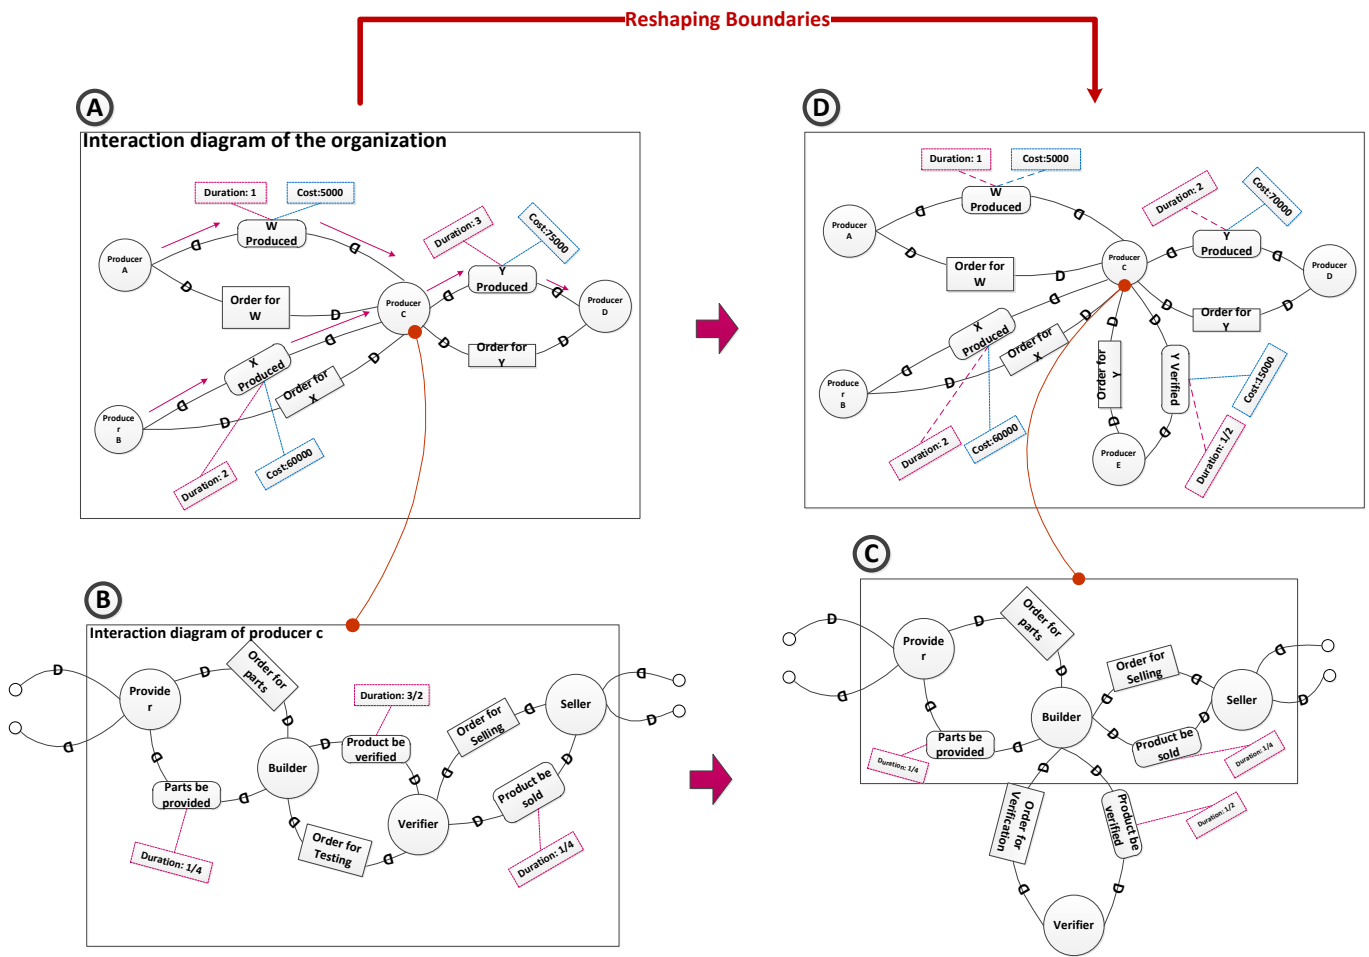 Reshaping Boundaries
A
Interaction diagram of the organization
Duration: 1
Cost:5000
W
Produced
D
D
Producer
A
D
Order for
W
D
Duration: 3
Cost:75000
Y
Produced
D
D
Producer
C
Producer
D
D
Order for
Y
D
X
Produced
D
D
Order for
X
D
D
Produce
r
B
Duration: 2
Cost:60000
D
Duration: 1
Cost:5000
W
Produced
D
D
Producer
A
D
Order for
W
D
Duration: 2
Cost:70000
Y
Produced
D
D
Producer
C
Producer
D
D
Order for
Y
D
X
Produced
D
D
Order for
X
D
D
Produce
r
B
Duration: 2
Cost:60000
D
Order for
Y
D
D
Y Verified
D
Producer
E
Cost:15000
Duration: 1/2
B
Interaction diagram of producer c
D
D
Provide
r
D
Order for
parts
D
D
Parts be
provided
D
Duration: 1/4
Builder
D
Product be
verified
D
Duration: 3/2
D
Order for
Testing
D
Verifier
D
Order for
Selling
D
D
Product be
sold
D
Duration: 1/4
Seller
D
D
C
D
D
Provide
r
D
Order for
parts
D
D
Parts be
provided
D
Duration: 1/4
Builder
D
Order for
Selling
D
D
Product be
sold
D
Duration: 1/4
Seller
D
D
D
Order for
Verification
D
D
Product be
verified
D
Duration: 1/2
Verifier